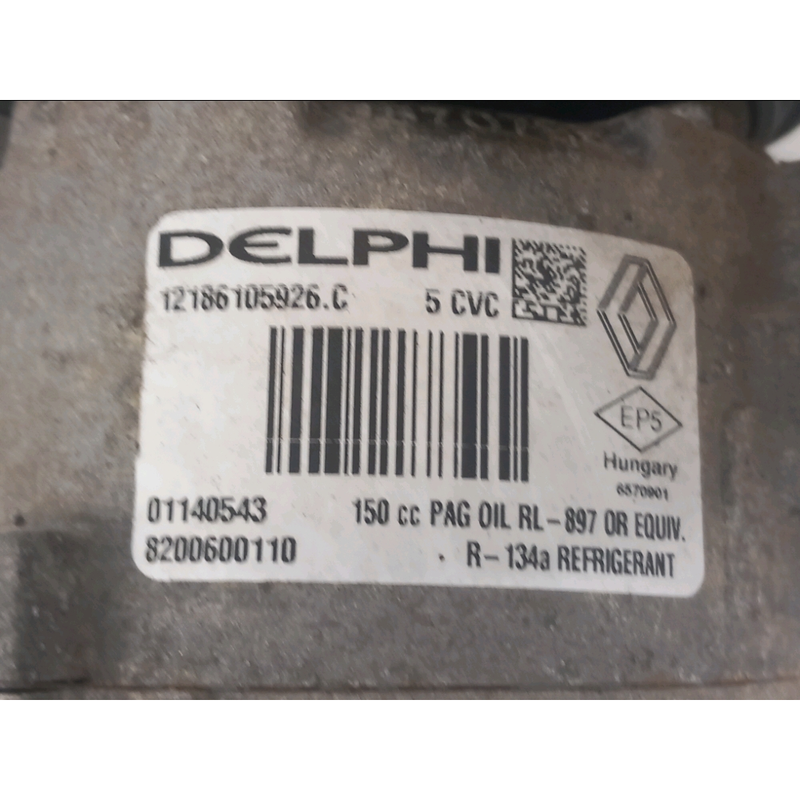 DELPHI
12186105926.C 5 CVC
EP5
Hungary
6570901
01140543 150 cc PAG OIL RL-897 OR EQUIV.
8200600110 R-134a REFRIGERANT